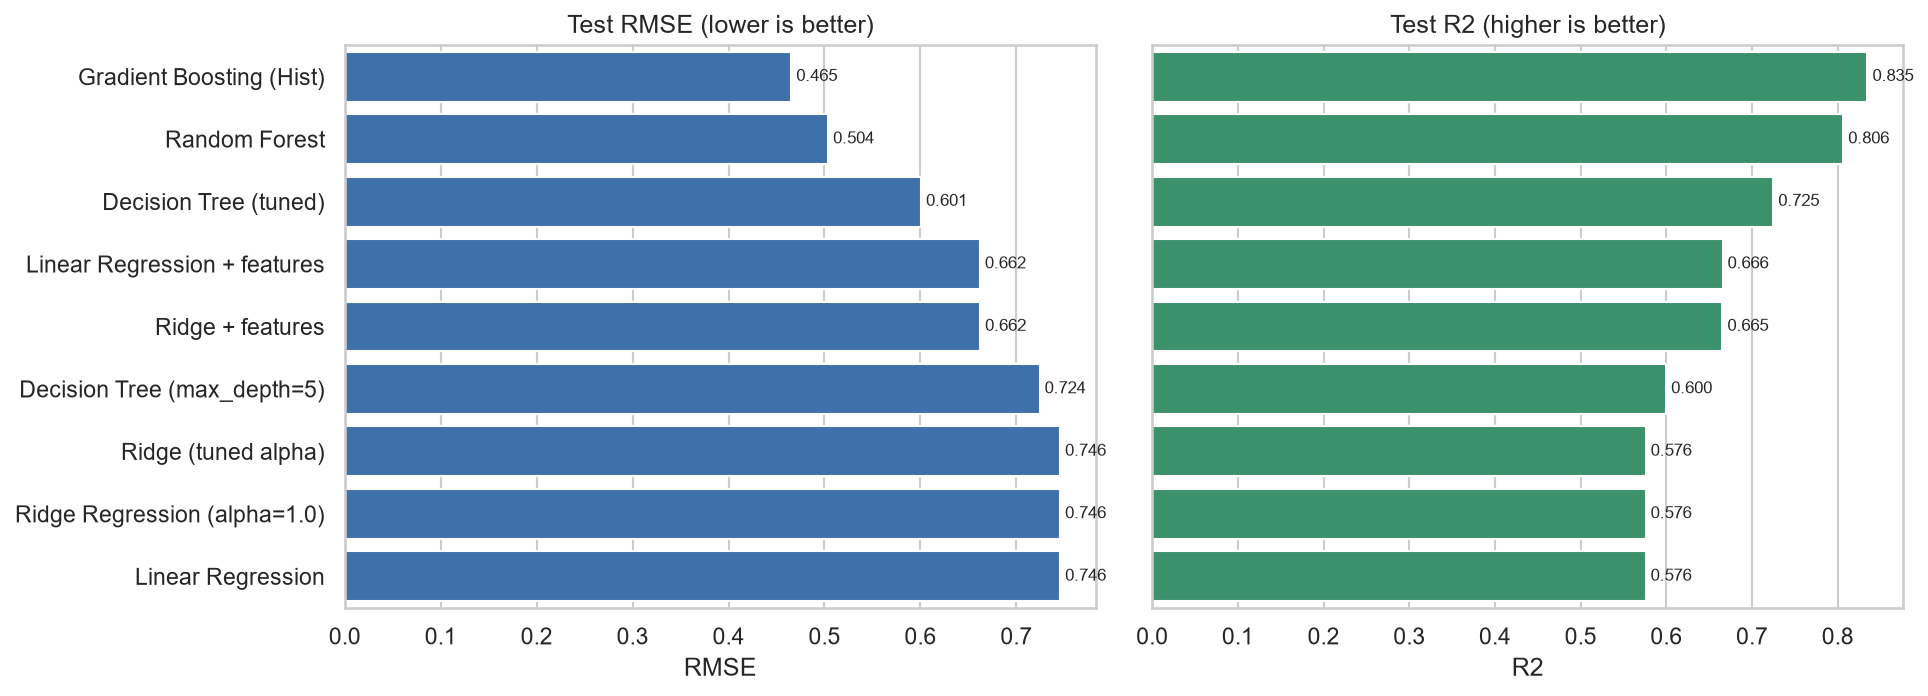 Test RMSE (lower is better)
Test R2 (higher is better)
Gradient Boosting (Hist) 0.465 0.835
Random Forest 0.504 0.806
Decision Tree (tuned) 0.601 0.725
Linear Regression + features 0.662 0.666
Ridge + features 0.662 0.665
Decision Tree (max_depth=5) 0.724 0.600
Ridge (tuned alpha) 0.746 0.576
Ridge Regression (alpha=1.0) 0.746 0.576
Linear Regression 0.746 0.576
0.0 0.1 0.2 0.3 0.4 0.5 0.6 0.7
0.0 0.1 0.2 0.3 0.4 0.5 0.6 0.7 0.8
RMSE
R2